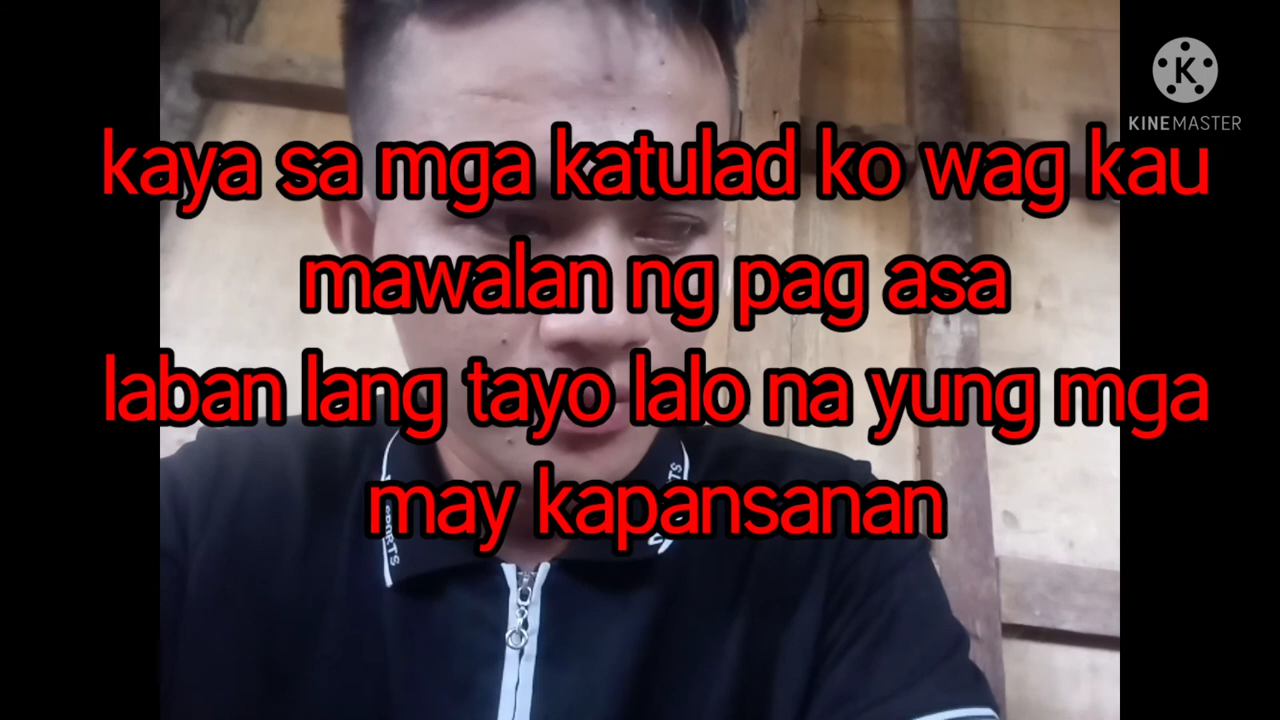 KINEMASTER
kaya sa mga katulad ko wag kau
mawalan ng pag asa
laban lang tayo lalo na yung mga
may kapansanan